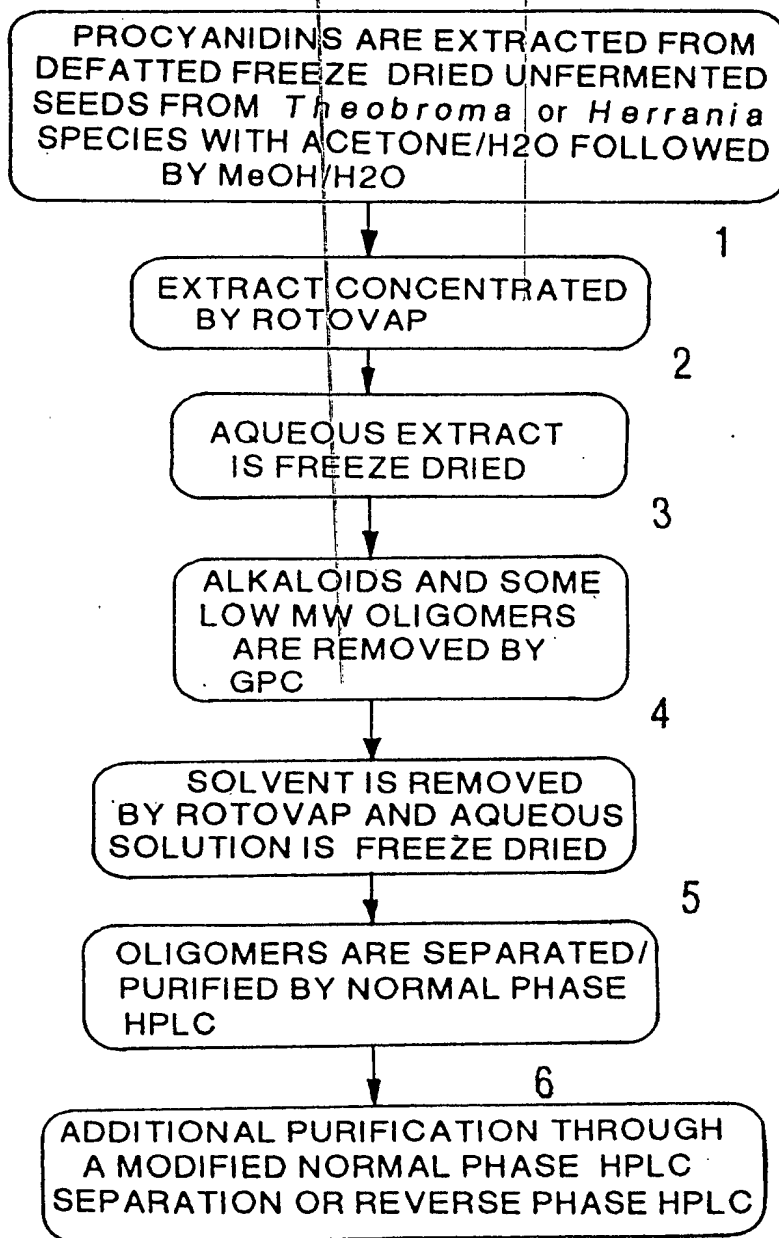 PROCYANIDINS ARE EXTRACTED FROM
DEFATTED FREEZE DRIED UNFERMENTED
SEEDS FROM Theobroma or Herrania
SPECIES WITH ACETONE/H2O FOLLOWED
BY MeOH/H2O
1
EXTRACT CONCENTRATED
BY ROTOVAP
2
AQUEOUS EXTRACT
IS FREEZE DRIED
3
ALKALOIDS AND SOME
LOW MW OLIGOMERS
ARE REMOVED BY
GPC
4
SOLVENT IS REMOVED
BY ROTOVAP AND AQUEOUS
SOLUTION IS FREEZE DRIED
5
OLIGOMERS ARE SEPARATED/
PURIFIED BY NORMAL PHASE
HPLC
6
ADDITIONAL PURIFICATION THROUGH
A MODIFIED NORMAL PHASE HPLC
SEPARATION OR REVERSE PHASE HPLC